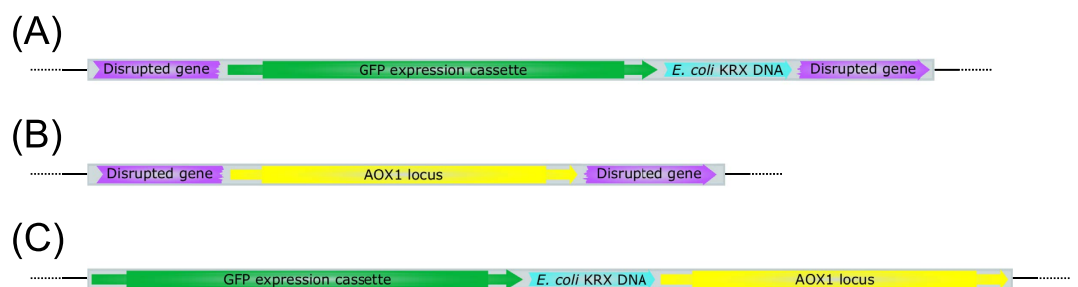 (A)
Disrupted gene GFP expression cassette E. coli KRX DNA Disrupted gene
(B)
Disrupted gene AOX1 locus Disrupted gene
(C)
GFP expression cassette E. coli KRX DNA AOX1 locus